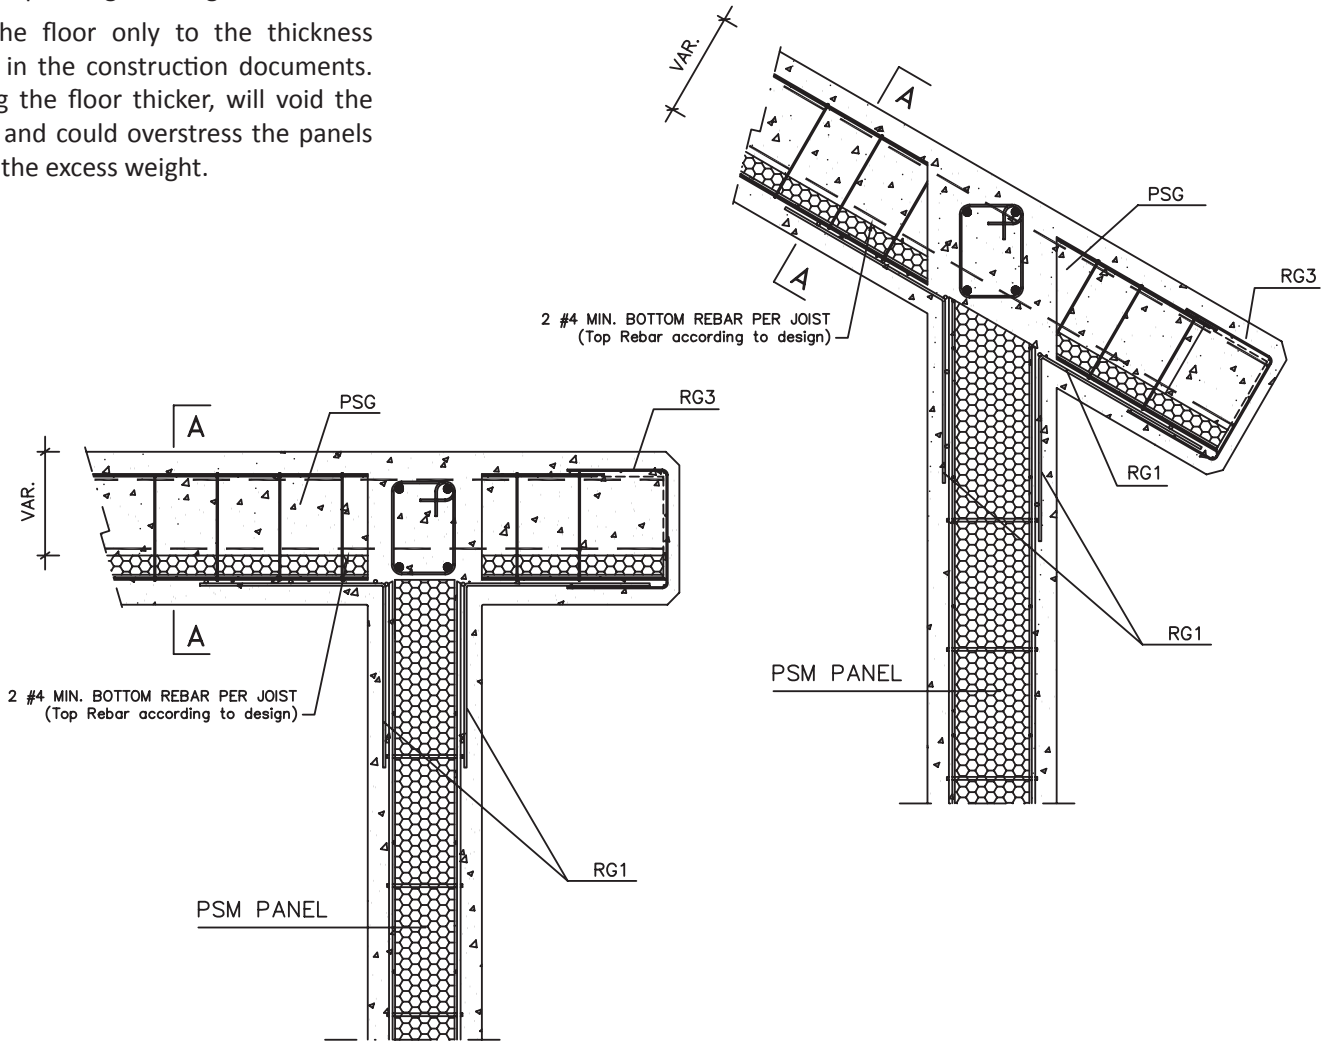 he floor only to the thickness
in the construction documents.
g the floor thicker, will void the
and could overstress the panels
the excess weight.
VAR.
A
PSG
RG3
A
2 #4 MIN. BOTTOM REBAR PER JOIST
(Top Rebar according to design)
RG1
RG1
PSM PANEL
A
PSG
RG3
VAR.
A
2 #4 MIN. BOTTOM REBAR PER JOIST
(Top Rebar according to design)
RG1
PSM PANEL